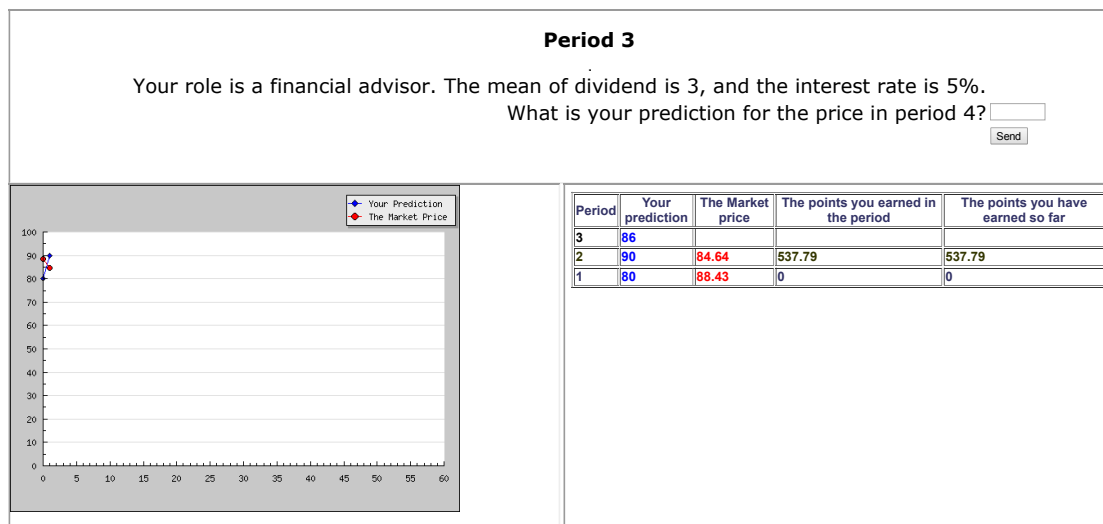 Period 3
.
Your role is a financial advisor. The mean of dividend is 3, and the interest rate is 5%.
What is your prediction for the price in period 4?
Send
Your Prediction
The Market Price
100
90
80
70
60
50
40
30
20
10
0
0 5 10 15 20 25 30 35 40 45 50 55 60
Period Your prediction The Market price The points you earned in the period The points you have earned so far
3 86
2 90 84.64 537.79 537.79
1 80 88.43 0 0